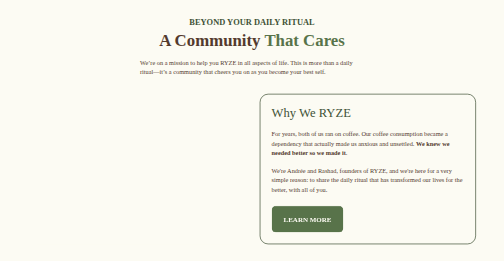 BEYOND YOUR DAILY RITUAL
A Community That Cares
We're on a mission to help you RYZE in all aspects of life. This is more than a daily
ritual—it's a community that cheers you on as you become your best self.
Why We RYZE
For years, both of us ran on coffee. Our coffee consumption became a
dependency that actually made us anxious and unsettled. We knew we
needed better so we made it.
We're Andrée and Rashad, founders of RYZE, and we're here for a very
simple reason: to share the daily ritual that has transformed our lives for the
better, with all of you.
LEARN MORE